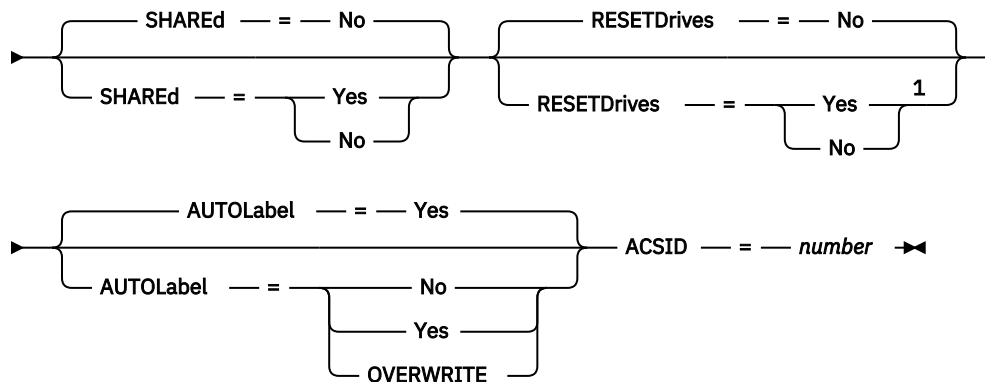 SHAREd = No RESETDrives = No
SHAREd = Yes RESETDrives = Yes 1
No No
AUTOLabel = Yes
ACSID = number
AUTOLabel = No
Yes
OVERWRITE